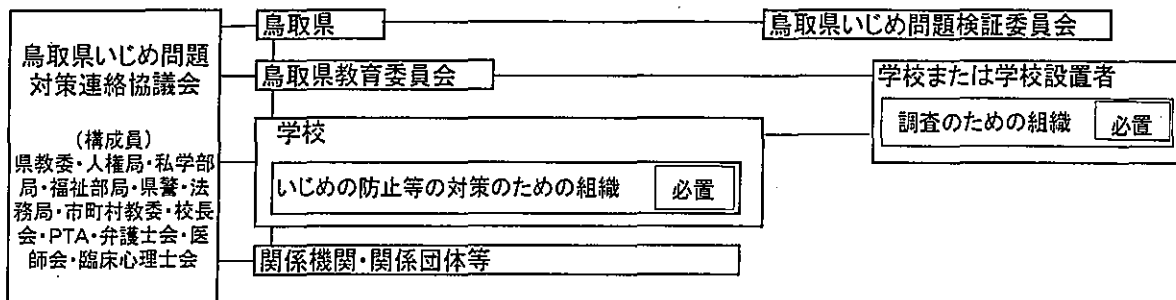 鳥取県いじめ問題
対策連絡協議会
(構成員)
県教委・人権局・私学部
局・福祉部局・県警・法
務局・市町村教委・校長
会・PTA・弁護士会・医
師会・臨床心理士会
鳥取県
鳥取県いじめ問題検証委員会
鳥取県教育委員会
学校または学校設置者
調査のための組織 必置
学校
いじめの防止等の対策のための組織 必置
関係機関・関係団体等